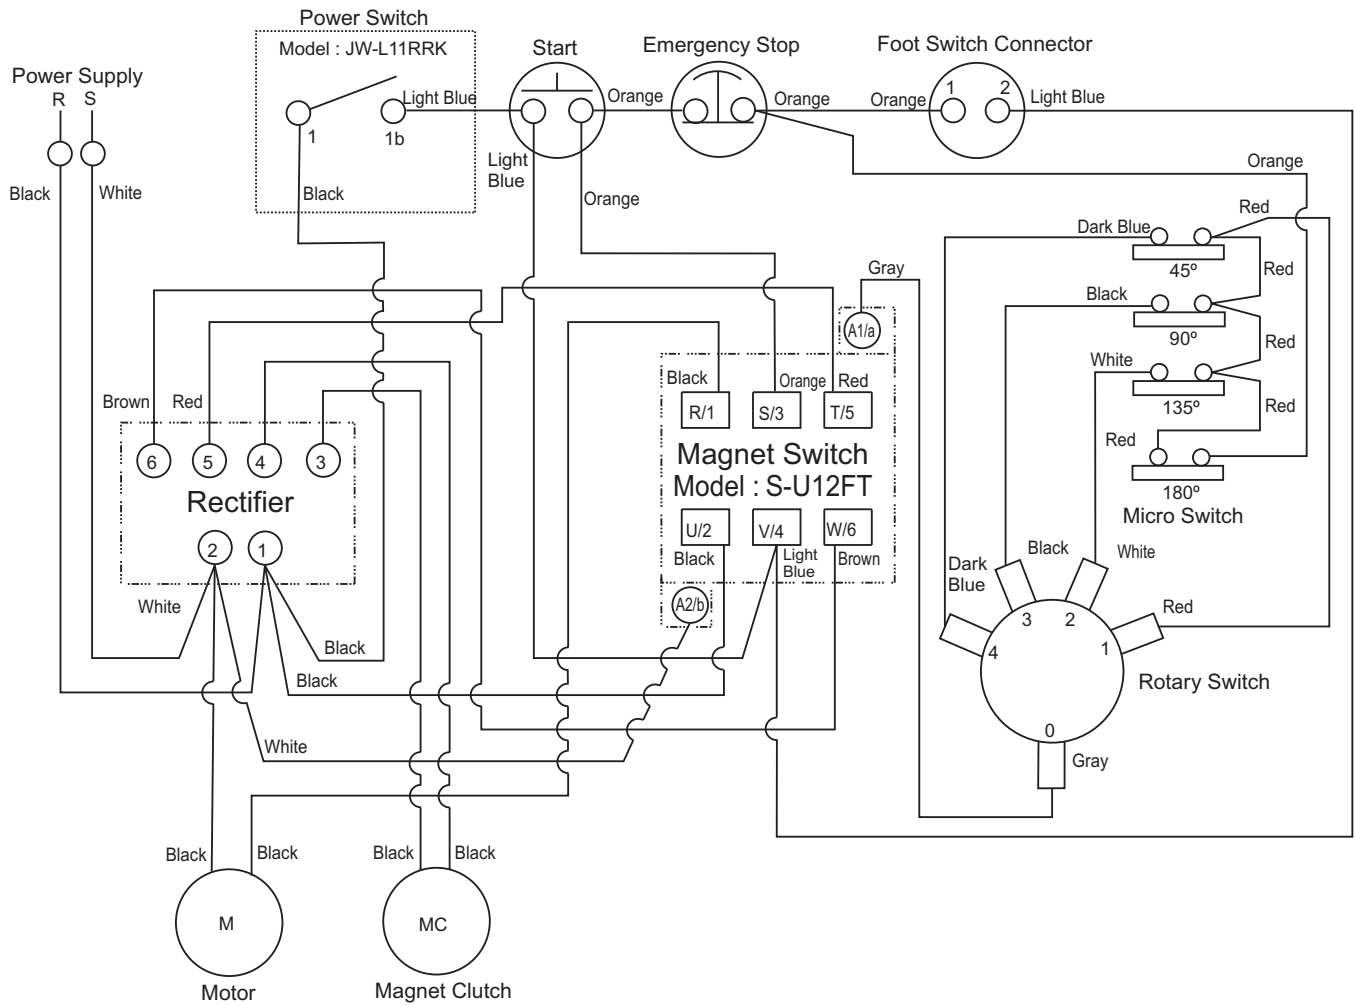 Power Switch
Model : JW-L11RRK
Start
Emergency Stop
Foot Switch Connector
Power Supply
R
S
Light Blue
Orange
Orange
Orange
1
2
Light Blue
1
1b
Light
Blue
Orange
Black
White
Black
Orange
Red
Dark Blue
45º
Red
Gray
Black
90º
Red
A1/a
White
135º
Red
Black
Orange
Red
Brown
Red
R/1
S/3
T/5
Red
180º
Micro Switch
6
5
4
3
Rectifier
Magnet Switch
Model : S-U12FT
2
1
U/2
V/4
W/6
Black
Light
Blue
Brown
A2/b
White
Black
Black
Dark
Blue
Black
White
Red
4
3
2
1
0
Rotary Switch
Gray
White
Black
Black
Black
Black
M
MC
Motor
Magnet Clutch